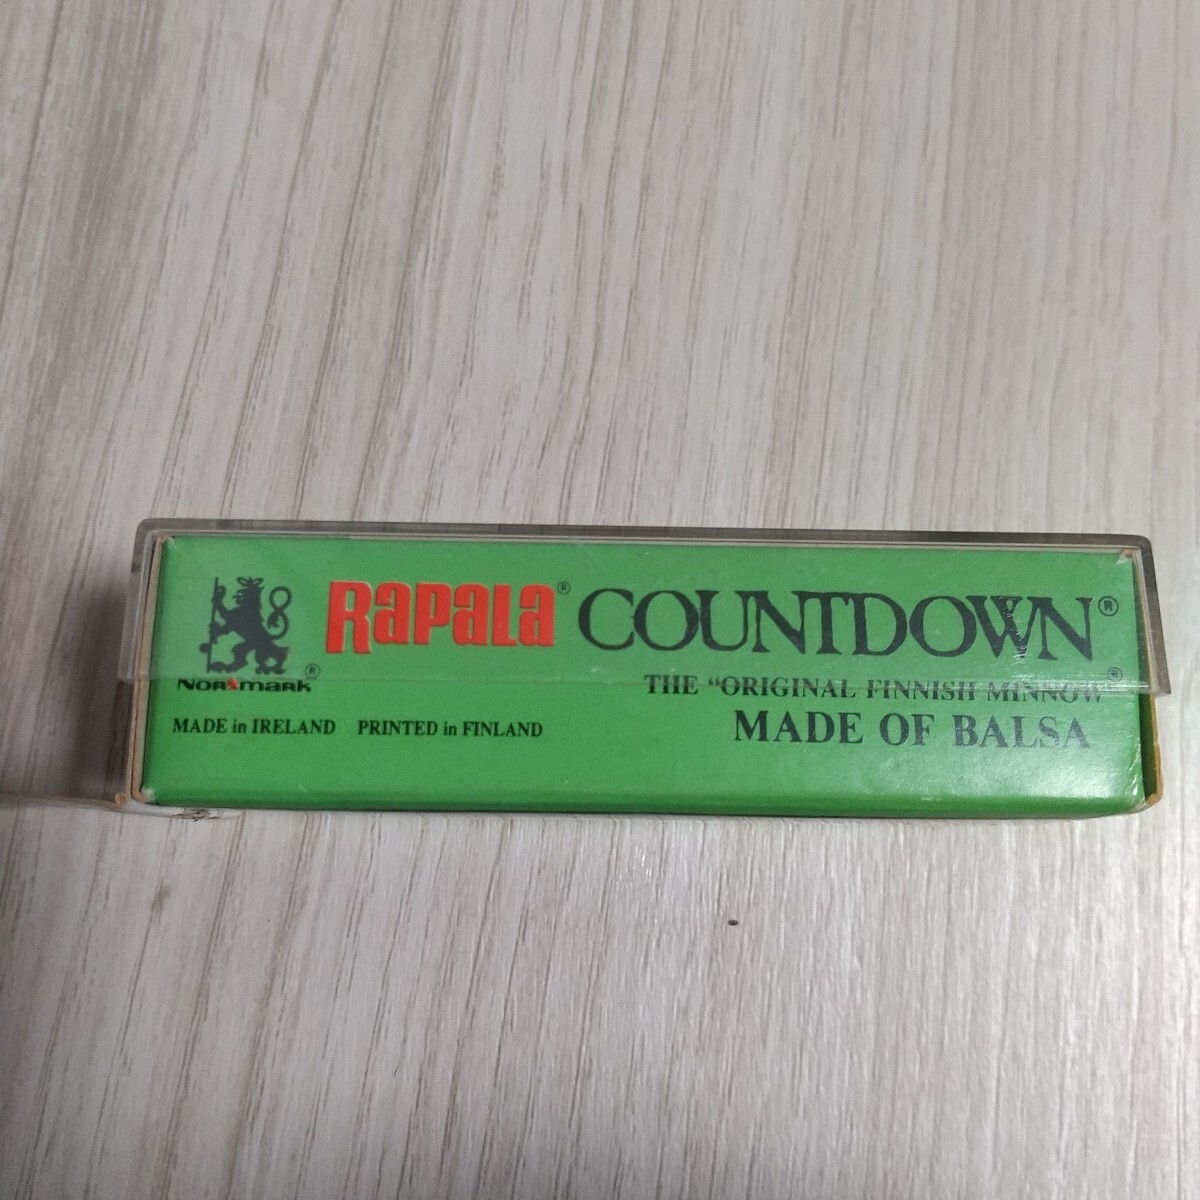 Rapala® COUNTDOWN®
Normark®
THE “ORIGINAL FINNISH MINNOW”®
MADE in IRELAND PRINTED in FINLAND
MADE OF BALSA